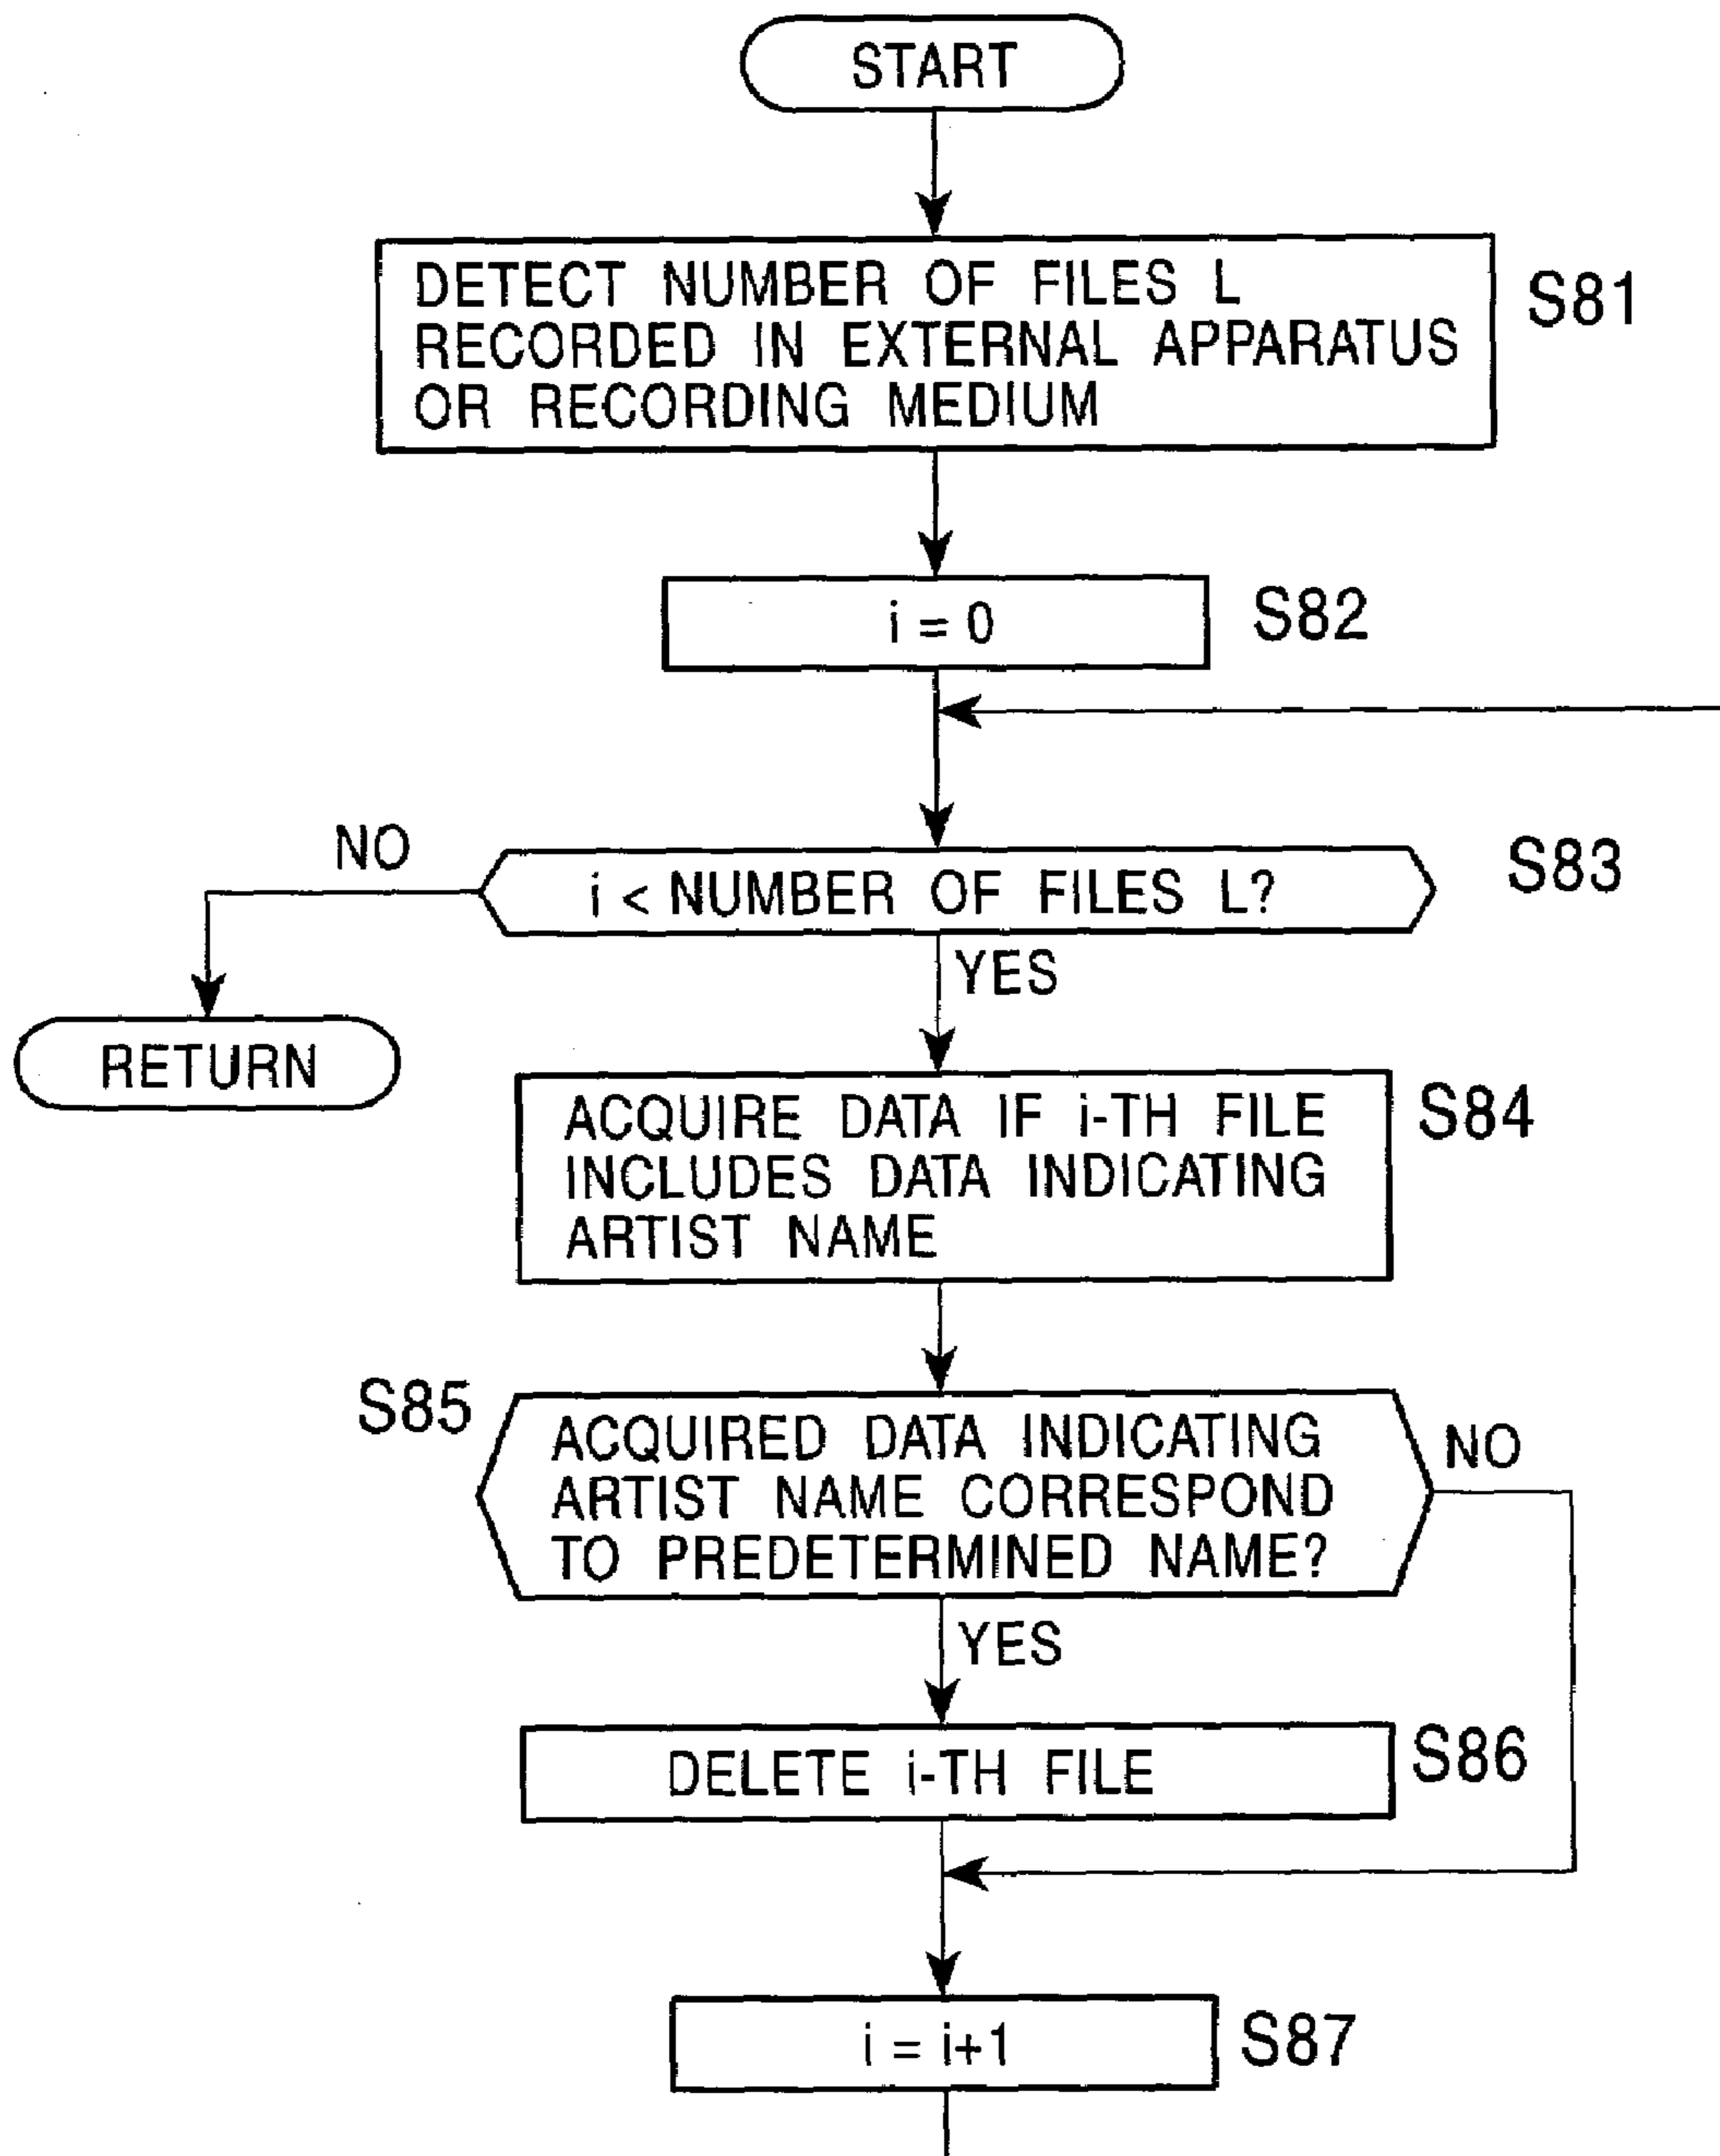 START
DETECT NUMBER OF FILES L
RECORDED IN EXTERNAL APPARATUS
OR RECORDING MEDIUM
S81
i = 0
S82
NO
i < NUMBER OF FILES L?
S83
YES
RETURN
ACQUIRE DATA IF i-TH FILE
INCLUDES DATA INDICATING
ARTIST NAME
S84
S85
ACQUIRED DATA INDICATING
ARTIST NAME CORRESPOND
TO PREDETERMINED NAME?
NO
YES
DELETE i-TH FILE
S86
i = i+1
S87